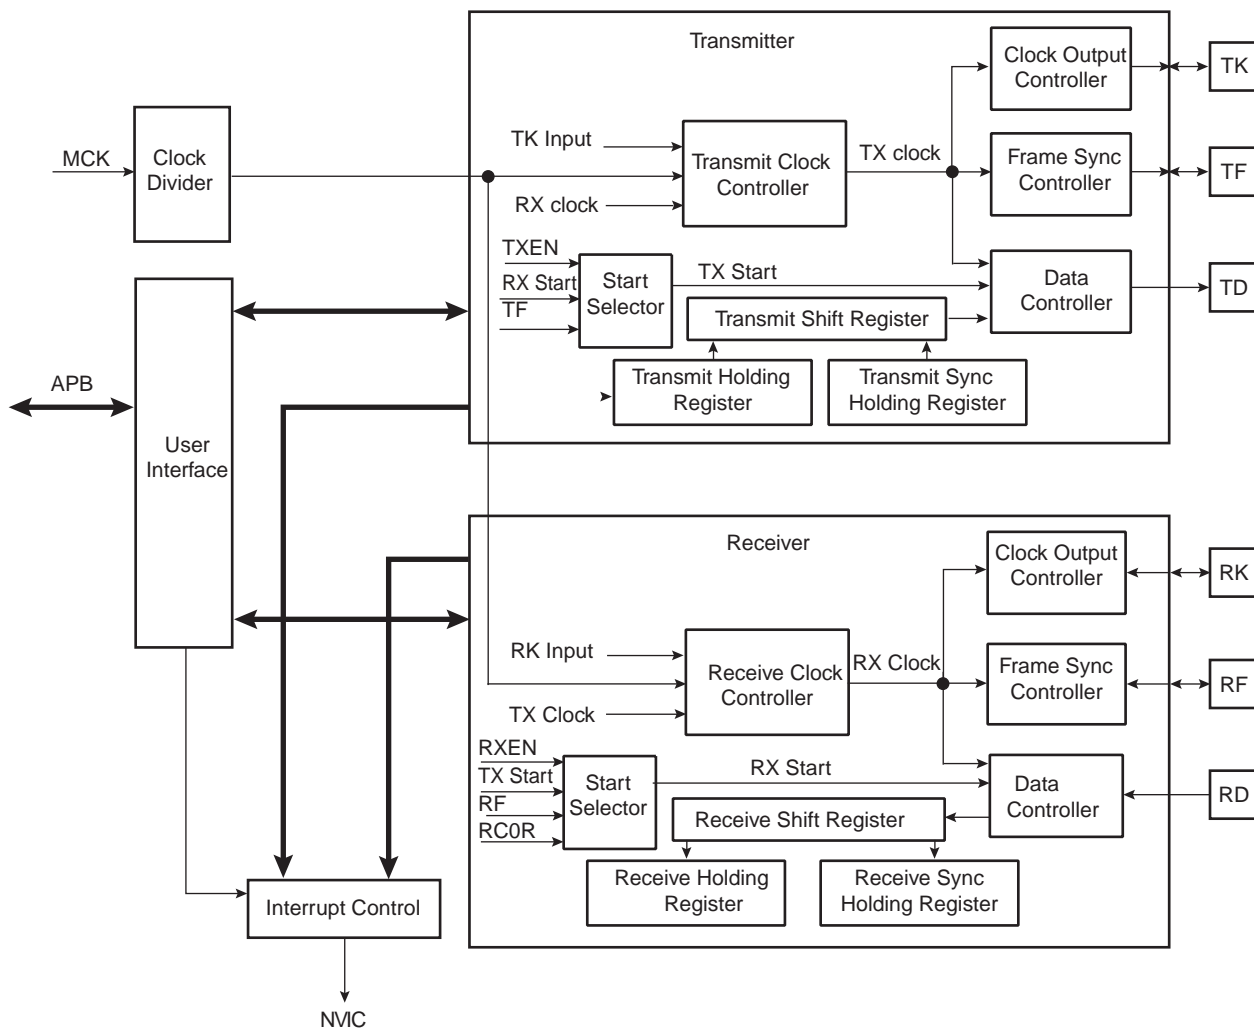 Transmitter
Clock Output
Controller
TK
MCK
Clock
Divider
TK Input
Transmit Clock
Controller
TX clock
Frame Sync
Controller
TF
RX clock
TXEN
RX Start
TF
Start
Selector
TX Start
Data
Controller
TD
Transmit Shift Register
Transmit Holding
Register
Transmit Sync
Holding Register
APB
User
Interface
Receiver
Clock Output
Controller
RK
RK Input
Receive Clock
Controller
RX Clock
Frame Sync
Controller
RF
TX Clock
RXEN
TX Start
RF
RC0R
Start
Selector
RX Start
Data
Controller
RD
Receive Shift Register
Receive Holding
Register
Receive Sync
Holding Register
Interrupt Control
NVIC